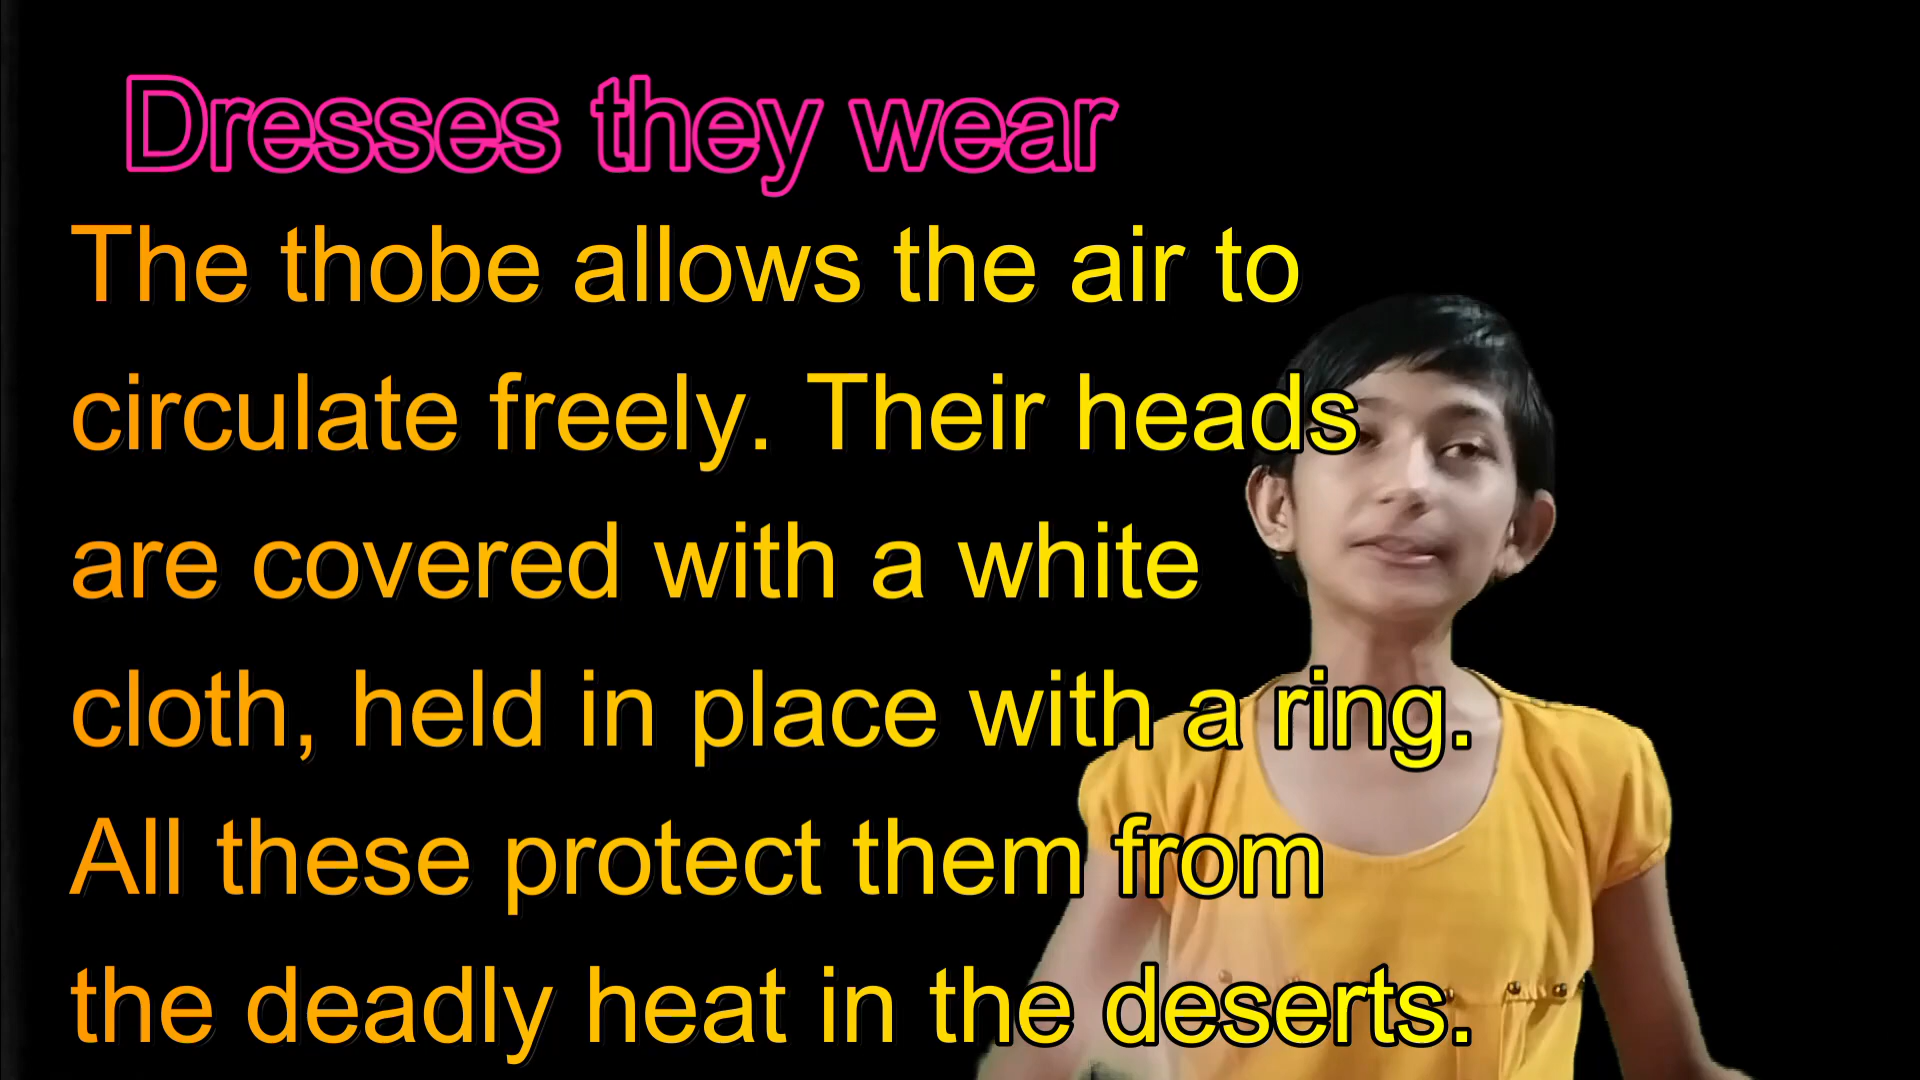 Dresses they wear
The thobe allows the air to
circulate freely. Their heads
are covered with a white
cloth, held in place with a ring.
All these protect them from
the deadly heat in the deserts.